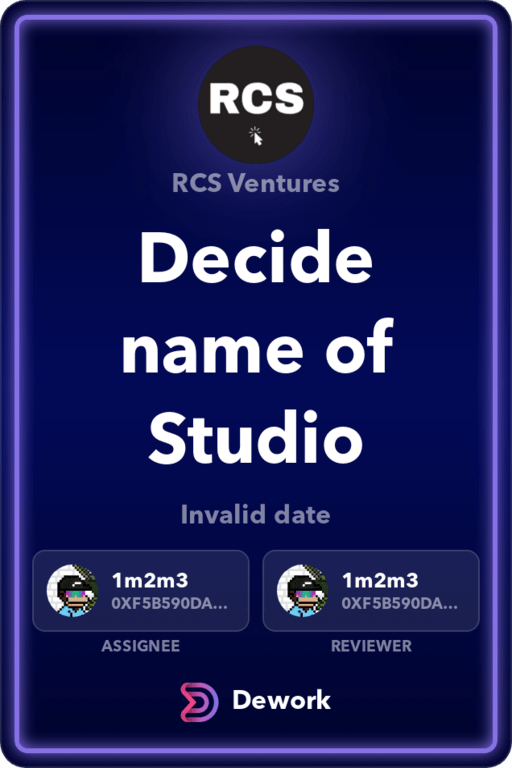 RCS
RCS Ventures
Decide
name of
Studio
Invalid date
1m2m3
0XF5B590DA...
ASSIGNEE
1m2m3
0XF5B590DA...
REVIEWER
Dework